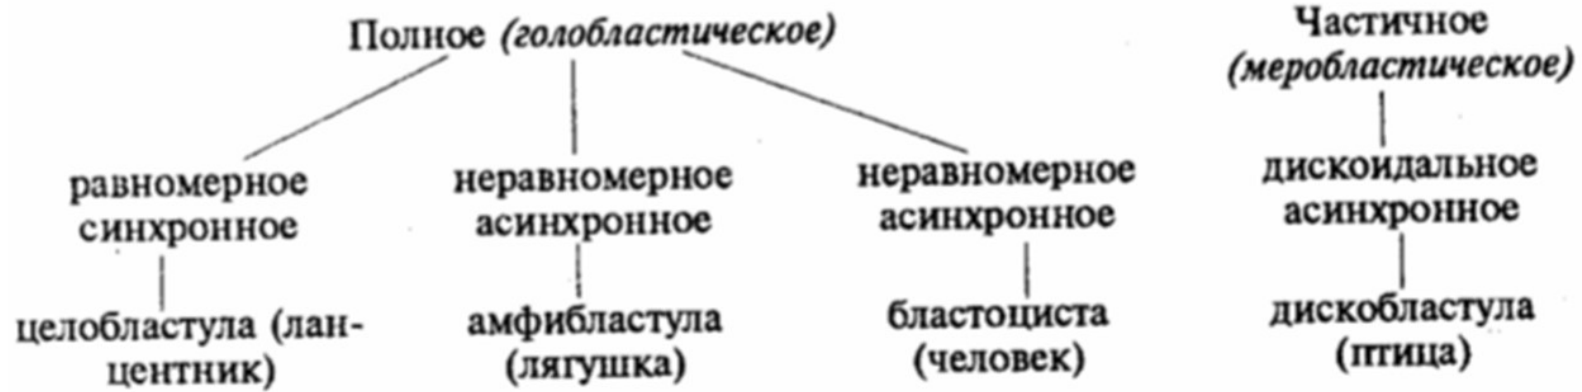 Полное (голобластическое)
Частичное
(меробластическое)
равномерное
синхронное
неравномерное
асинхронное
неравномерное
асинхронное
дискоидальное
асинхронное
целобластула (лан-
центник)
амфибластула
(лягушка)
бластоциста
(человек)
дискобластула
(птица)